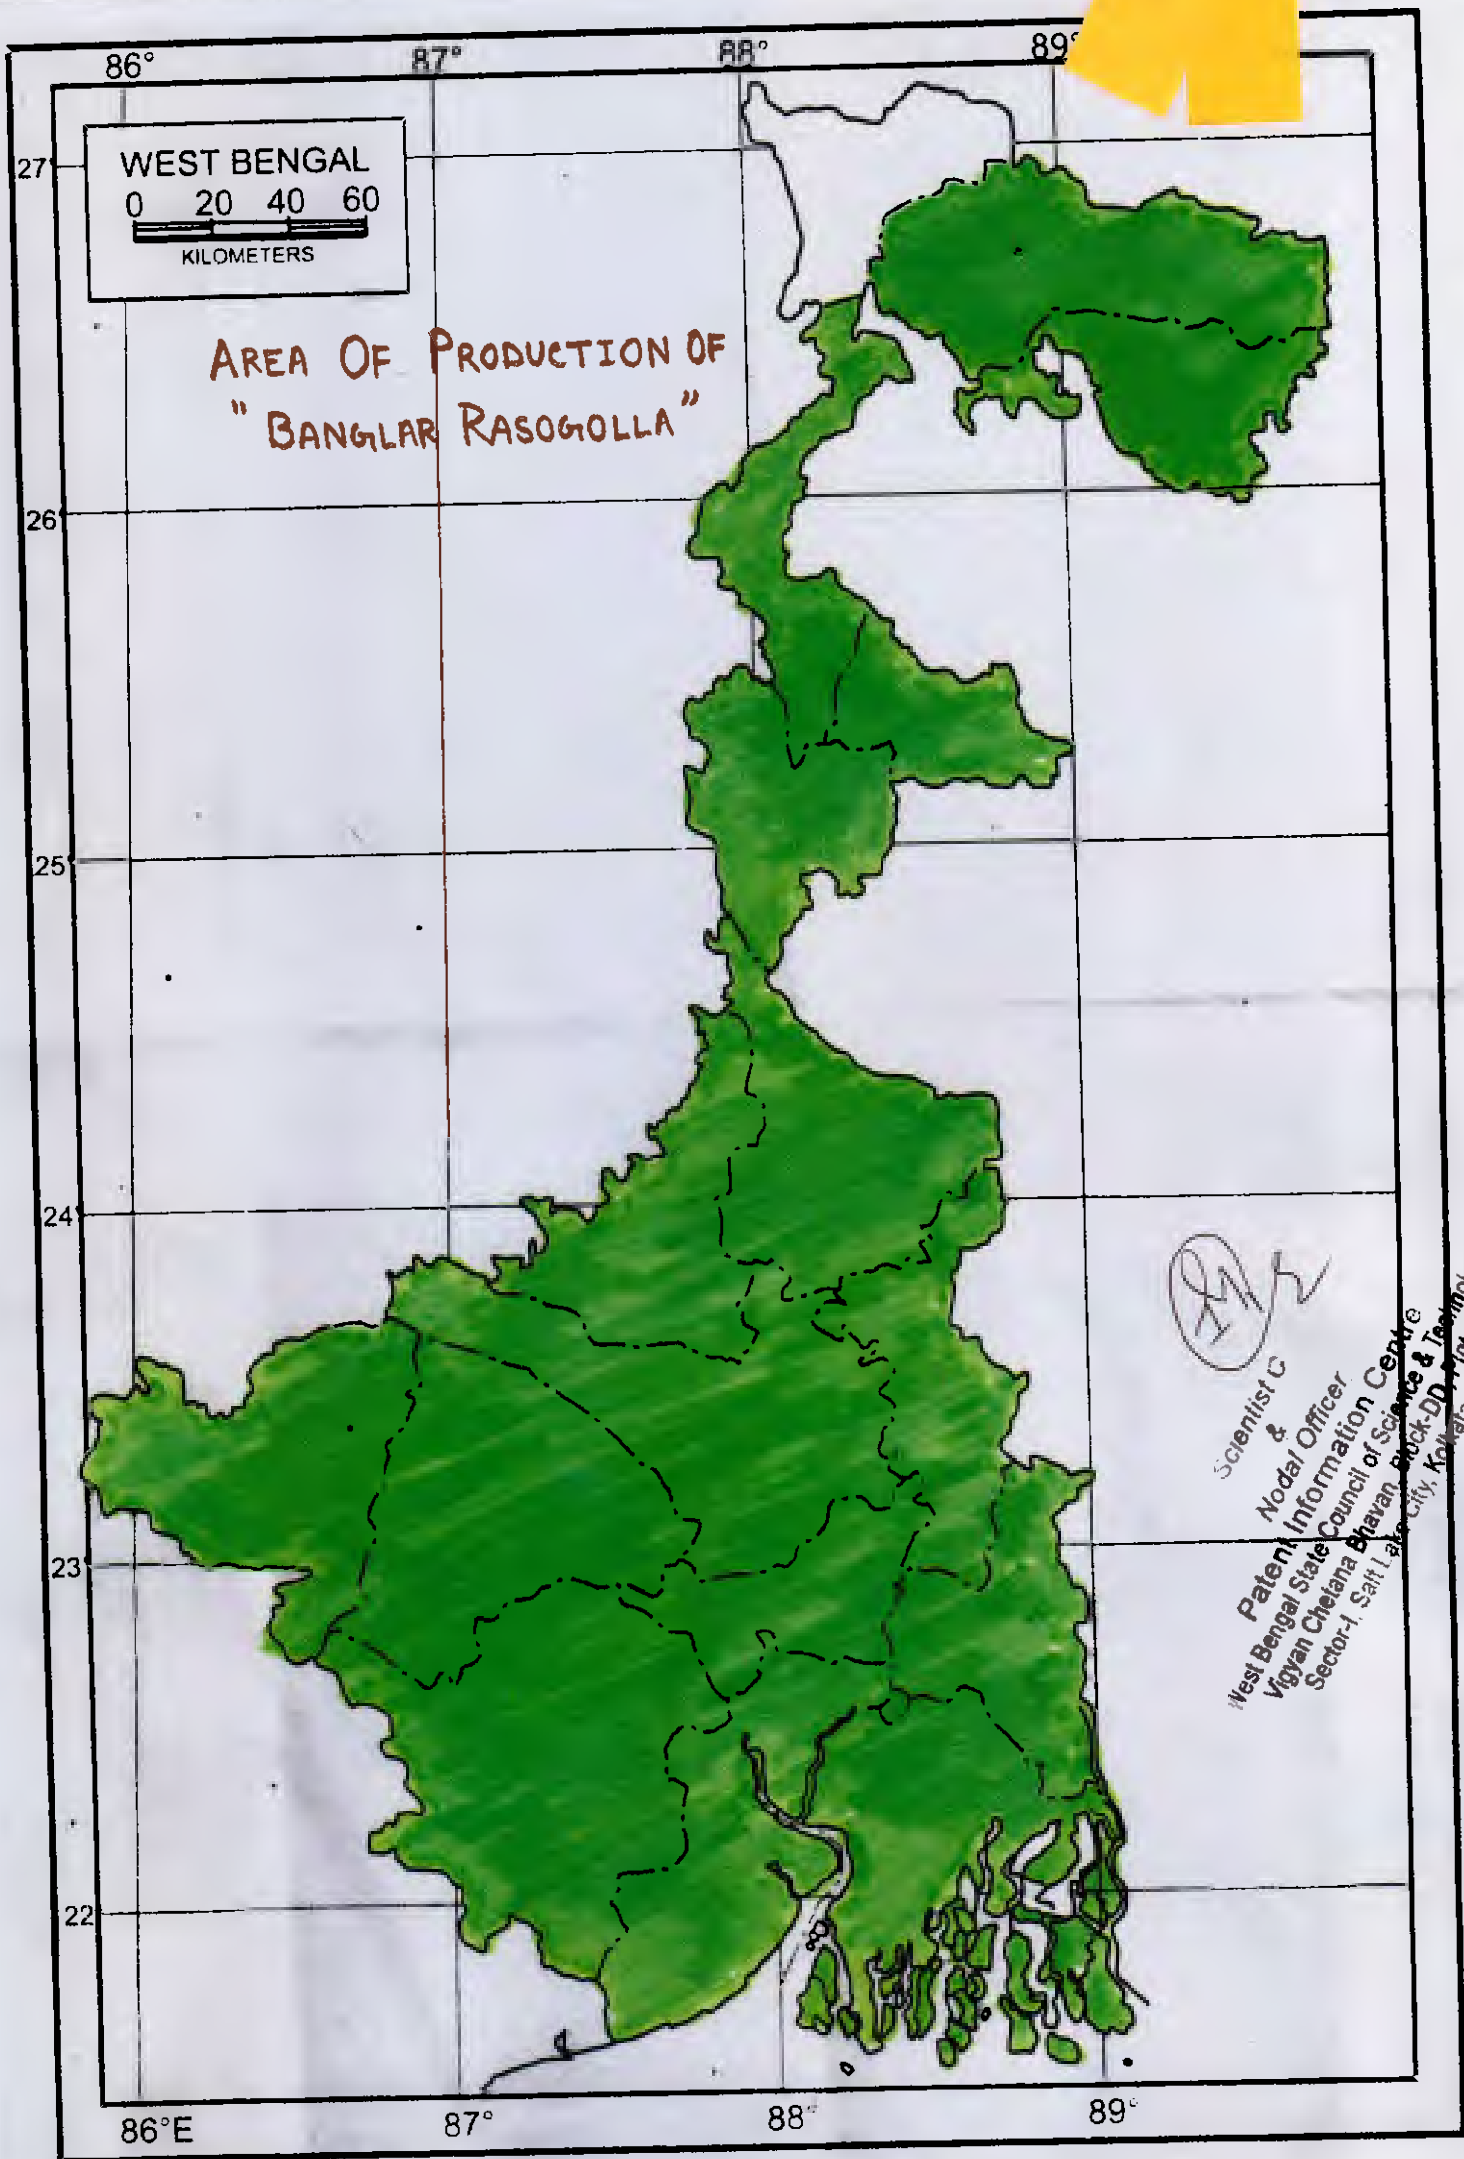 86° 87° 88° 89°
WEST BENGAL
0 20 40 60
KILOMETERS
AREA OF PRODUCTION OF
"BANGLAR RASOGOLLA"
27
26
25
24
23
22
Scientist C
&
Nodal Officer
Patent Information Centre
West Bengal State Council of Science & Technol
Vigyan Chetana Bhavan, Block-DD,
Sector-I, Salt Lake City,
86°E 87° 88° 89°